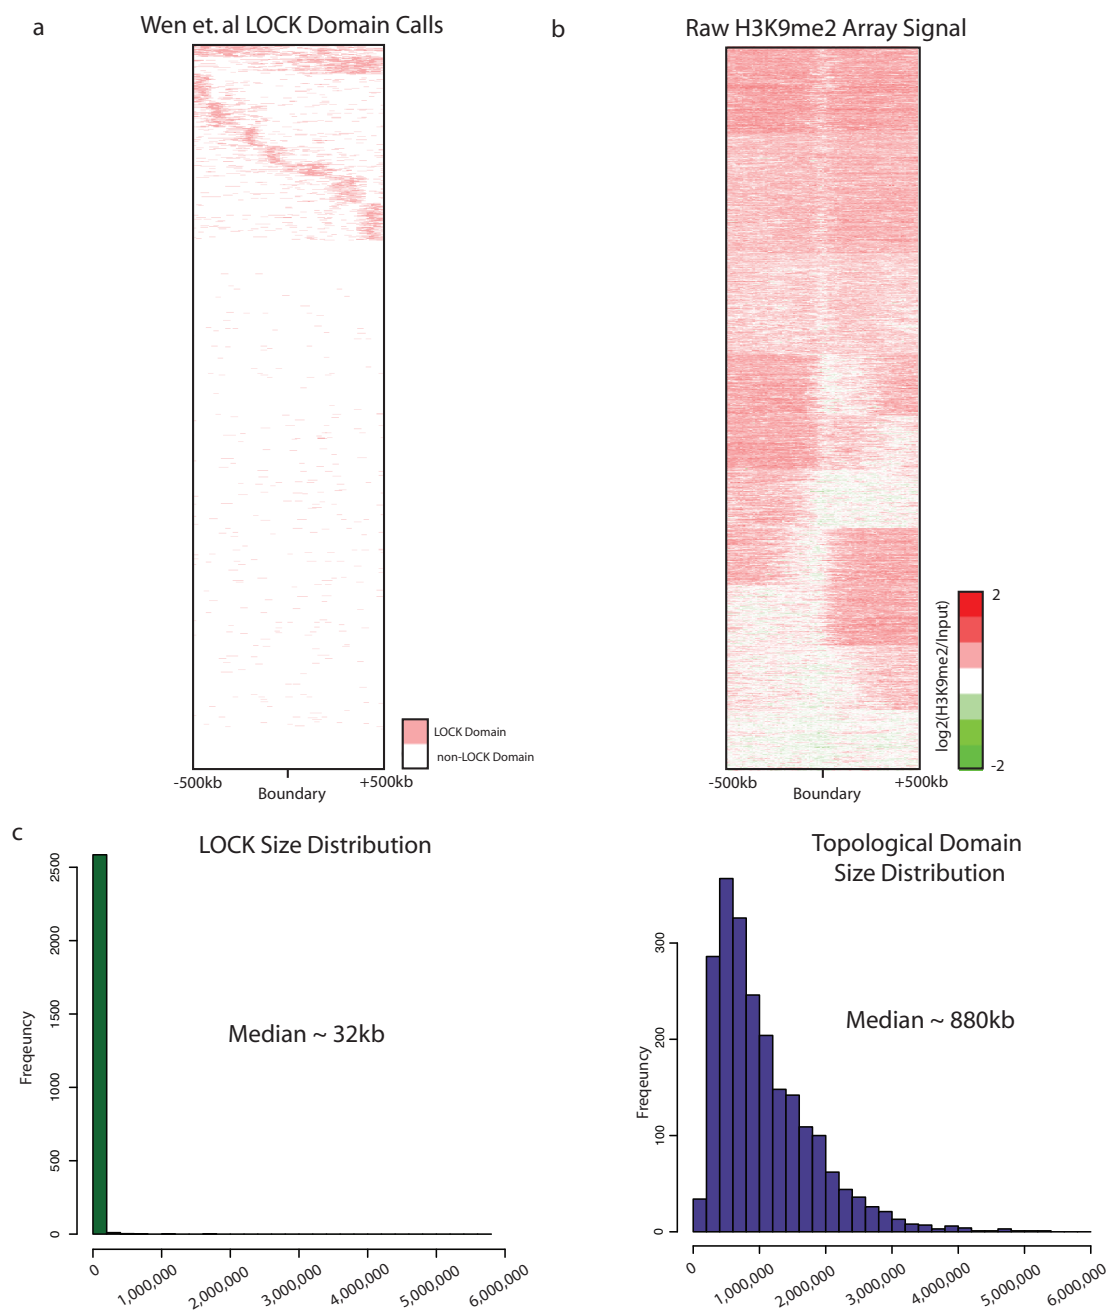 a
Wen et. al LOCK Domain Calls
LOCK Domain
non-LOCK Domain
-500kb
+500kb
Boundary
b
Raw H3K9me2 Array Signal
2
log2(H3K9me2/Input)
-2
-500kb
+500kb
Boundary
c
LOCK Size Distribution
Median ~ 32kb
Freqeuncy
2500
2000
1500
1000
500
0
0
1,000,000
2,000,000
3,000,000
4,000,000
5,000,000
6,000,000
Topological Domain
Size Distribution
Median ~ 880kb
Freqeuncy
300
200
100
0
0
1,000,000
2,000,000
3,000,000
4,000,000
5,000,000
6,000,000